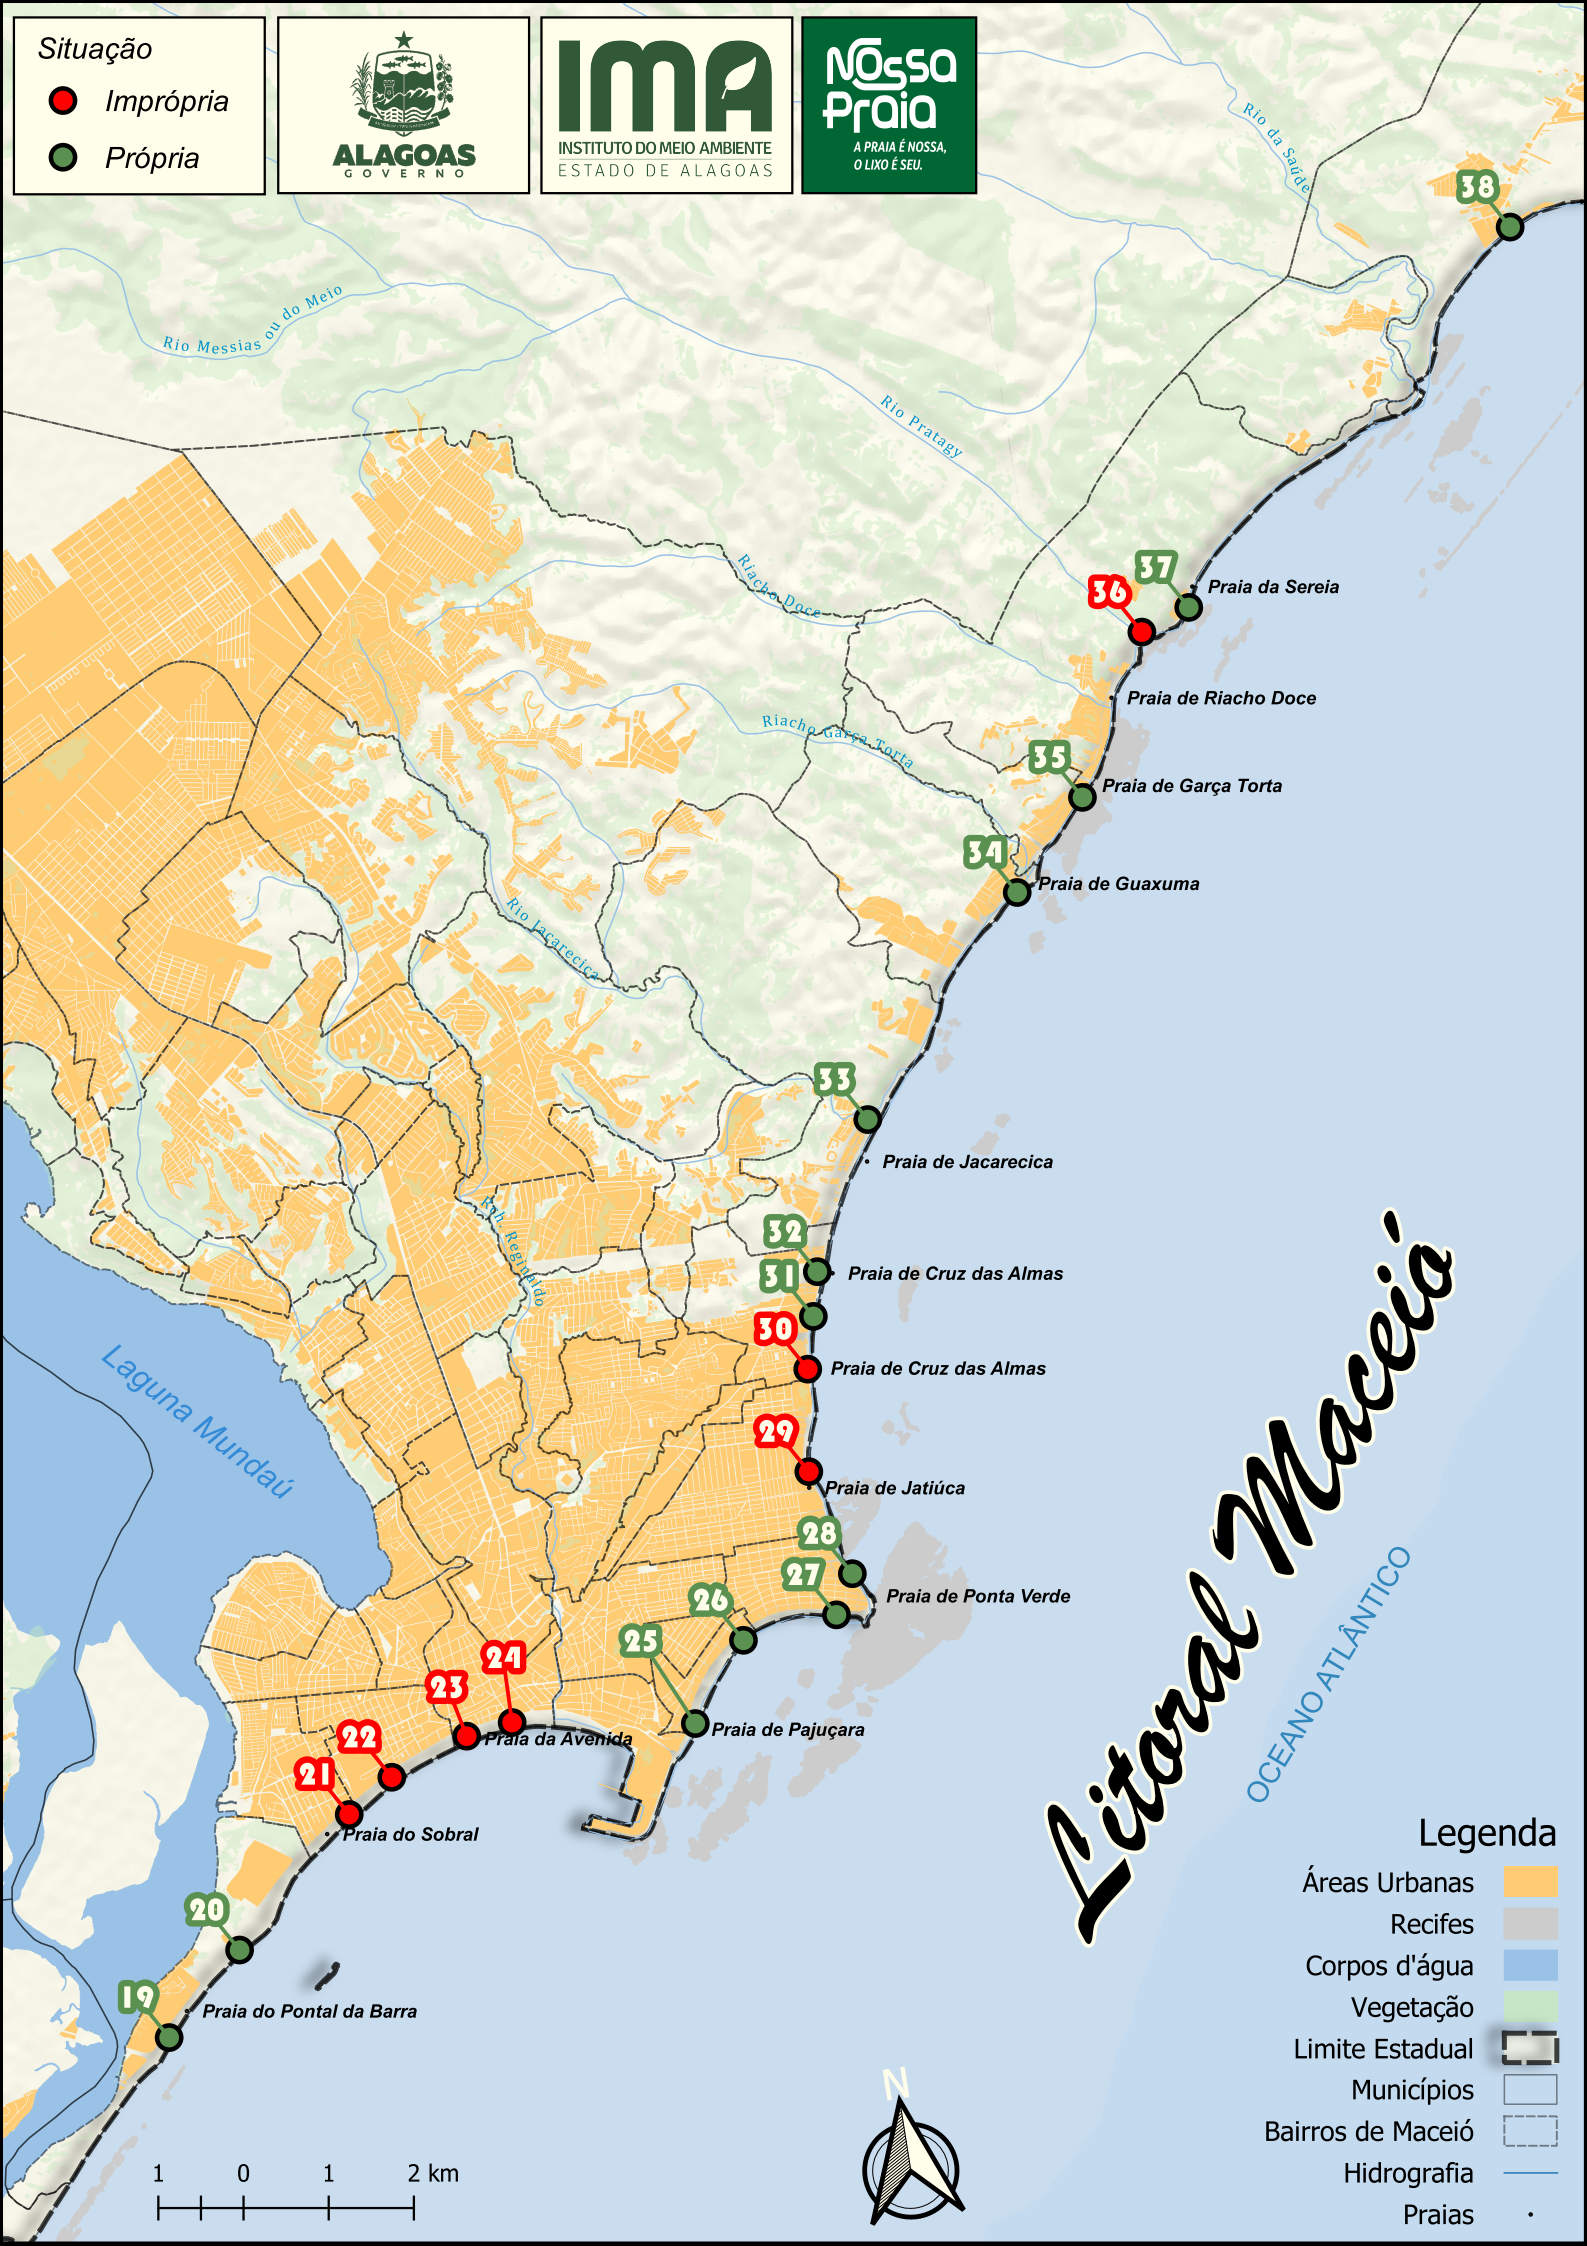 Situação
Imprópria
Própria
ALAGOAS
GOVERNO
IMA
INSTITUTO DO MEIO AMBIENTE
ESTADO DE ALAGOAS
Nossa
Praia
A PRAIA É NOSSA,
O LIXO É SEU.
Rio da Saúde
38
Rio Messias ou do Meio
Rio Pratagy
Riacho Doce
37
Praia da Sereia
36
Praia de Riacho Doce
Riacho Garça Torta
35
Praia de Garça Torta
34
Praia de Guaxuma
Rio Jacarecica
33
Praia de Jacarecica
Rch. Reginaldo
32
Praia de Cruz das Almas
31
30
Praia de Cruz das Almas
Laguna Mundaú
29
Praia de Jatiúca
28
27
Praia de Ponta Verde
26
25
Praia de Pajuçara
24
23
Praia da Avenida
22
21
Praia do Sobral
20
19
Praia do Pontal da Barra
Litoral Maceió
OCEANO ATLÂNTICO
Legenda
Áreas Urbanas
Recifes
Corpos d'água
Vegetação
Limite Estadual
Municípios
Bairros de Maceió
Hidrografia
Praias
N
1 0 1 2 km